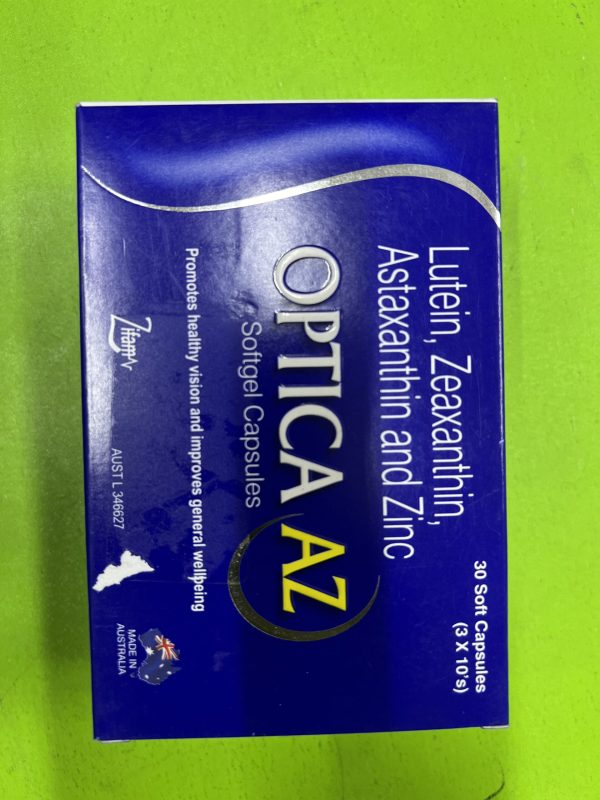 30 Soft Capsules
(3 X 10's)
Lutein, Zeaxanthin,
Astaxanthin and Zinc
OPTICA AZ
Softgel Capsules
Promotes healthy vision and improves general wellbeing
Zifam
AUST L 346627
MADE IN
AUSTRALIA